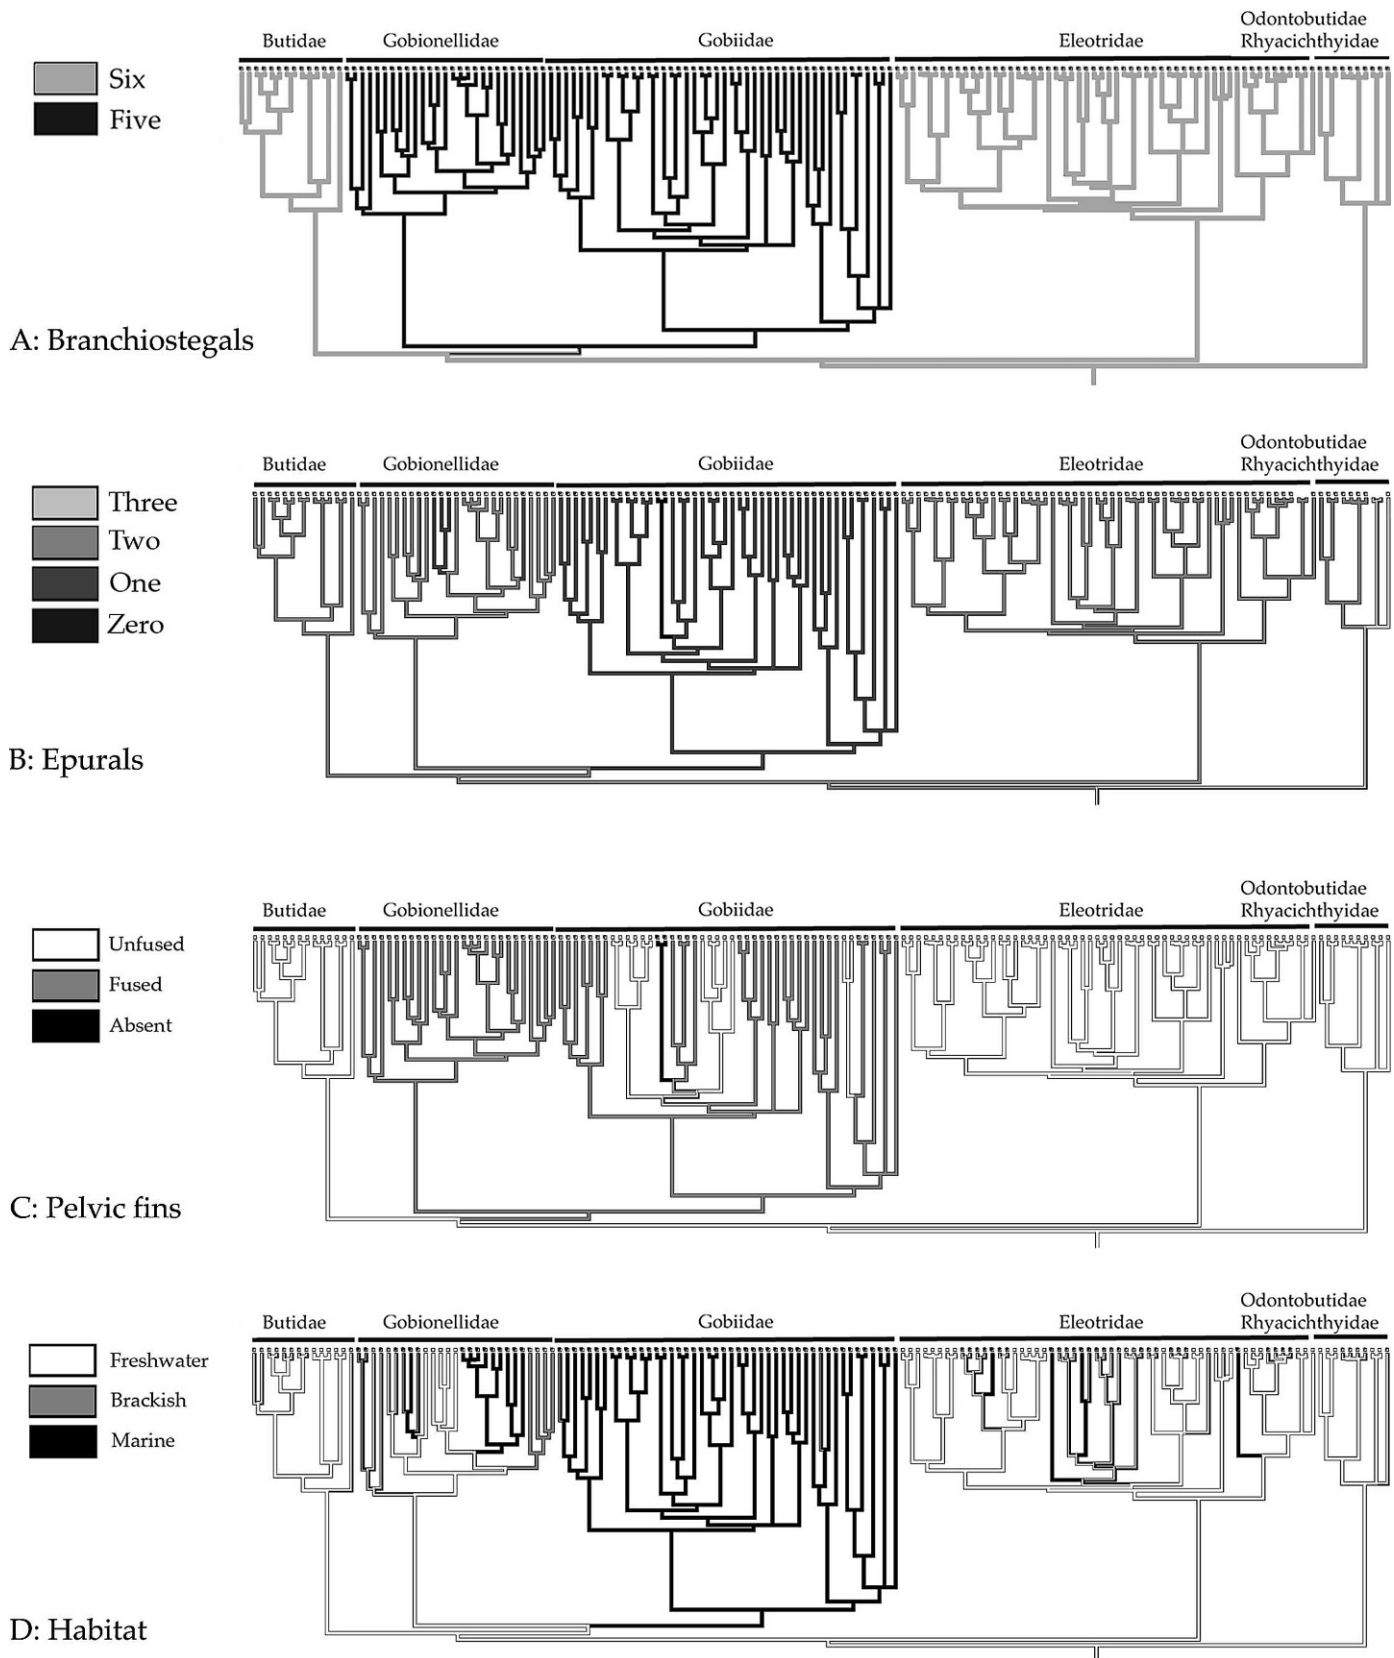 Odontobutidae
Butidae Gobionellidae Gobiidae Eleotridae Rhyacichthyidae
Six
Five
A: Branchiostegals
Odontobutidae
Butidae Gobionellidae Gobiidae Eleotridae Rhyacichthyidae
Three
Two
One
Zero
B: Epurals
Odontobutidae
Butidae Gobionellidae Gobiidae Eleotridae Rhyacichthyidae
Unfused
Fused
Absent
C: Pelvic fins
Odontobutidae
Butidae Gobionellidae Gobiidae Eleotridae Rhyacichthyidae
Freshwater
Brackish
Marine
D: Habitat